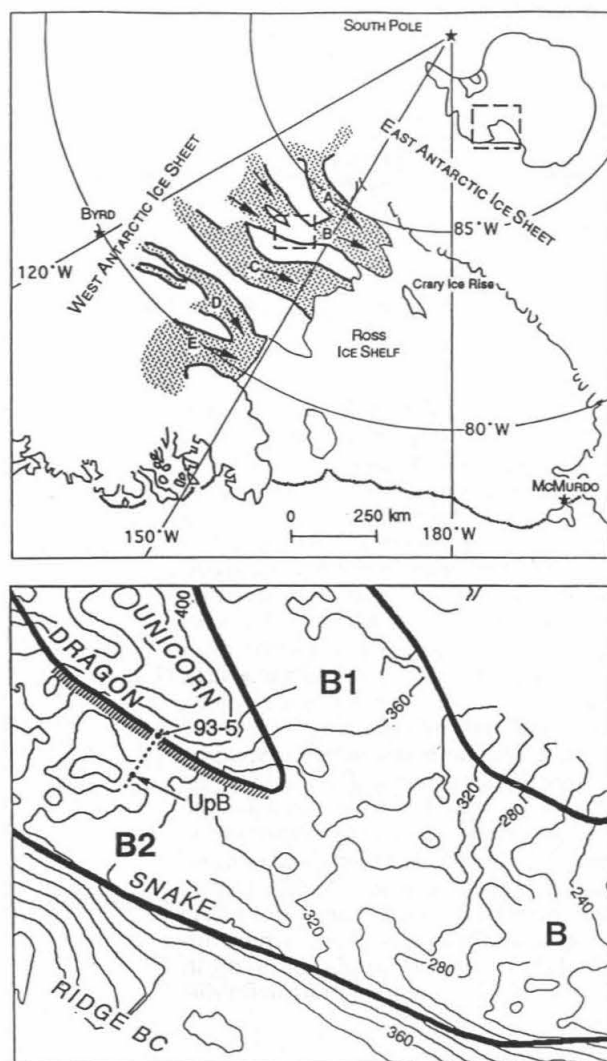 SOUTH POLE
EAST ANTARCTIC ICE SHEET
WEST ANTARCTIC ICE SHEET
BYRD
A
B
85°W
120°W
C
Crary Ice Rise
D
ROSS
ICE SHELF
E
80°W
MCMURDO
0 250 km
150°W
180°W
UNICORN
400
DRAGON
B1
93-5
360
UpB
320
280
B2
SNAKE
240
320
B
280
RIDGE BC
360